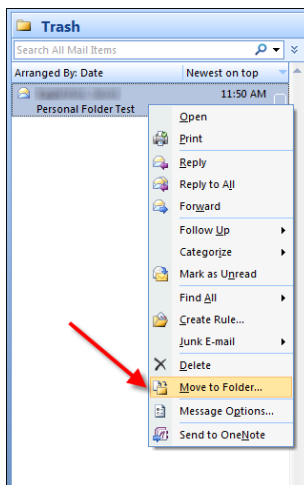 Trash
Search All Mail Items
Arranged By: Date Newest on top
11:50 AM
Personal Folder Test
Open
Print
Reply
Reply to All
Forward
Follow Up
Categorize
Mark as Unread
Find All
Create Rule...
Junk E-mail
Delete
Move to Folder...
Message Options...
Send to OneNote